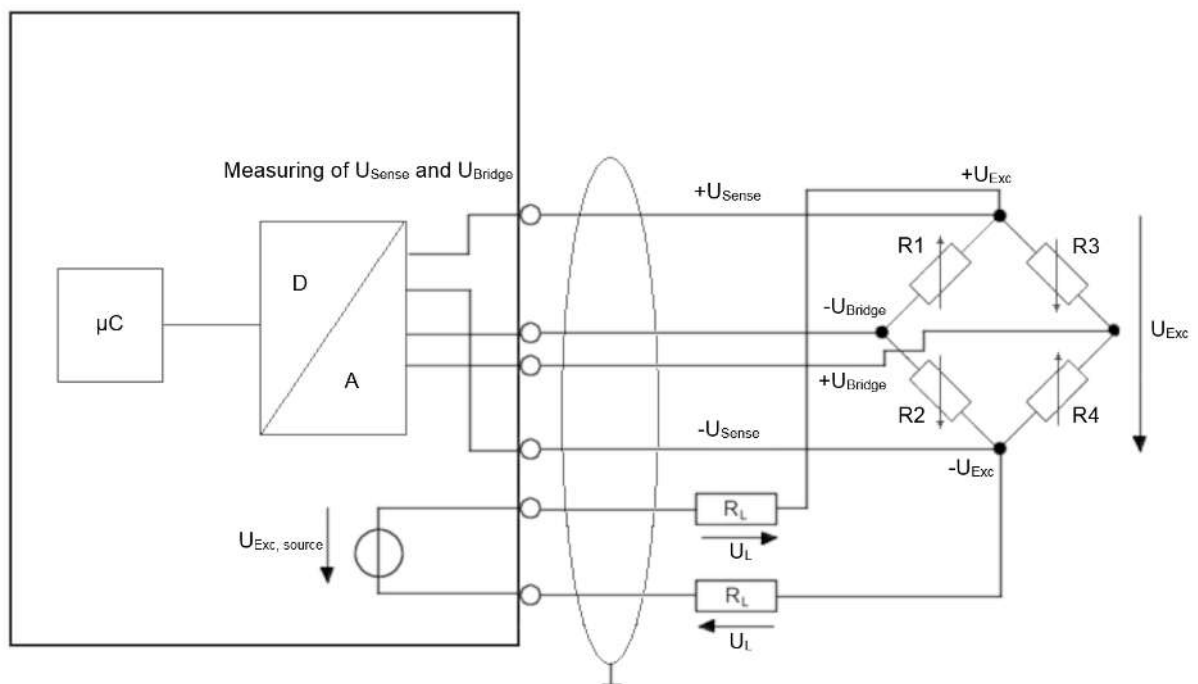 Measuring of USense and UBridge
+UExc
+USense
R1
R3
D
µC
-UBridge
UExc
A
+UBridge
R2
R4
-USense
-UExc
RL
UExc, source
UL
RL
UL